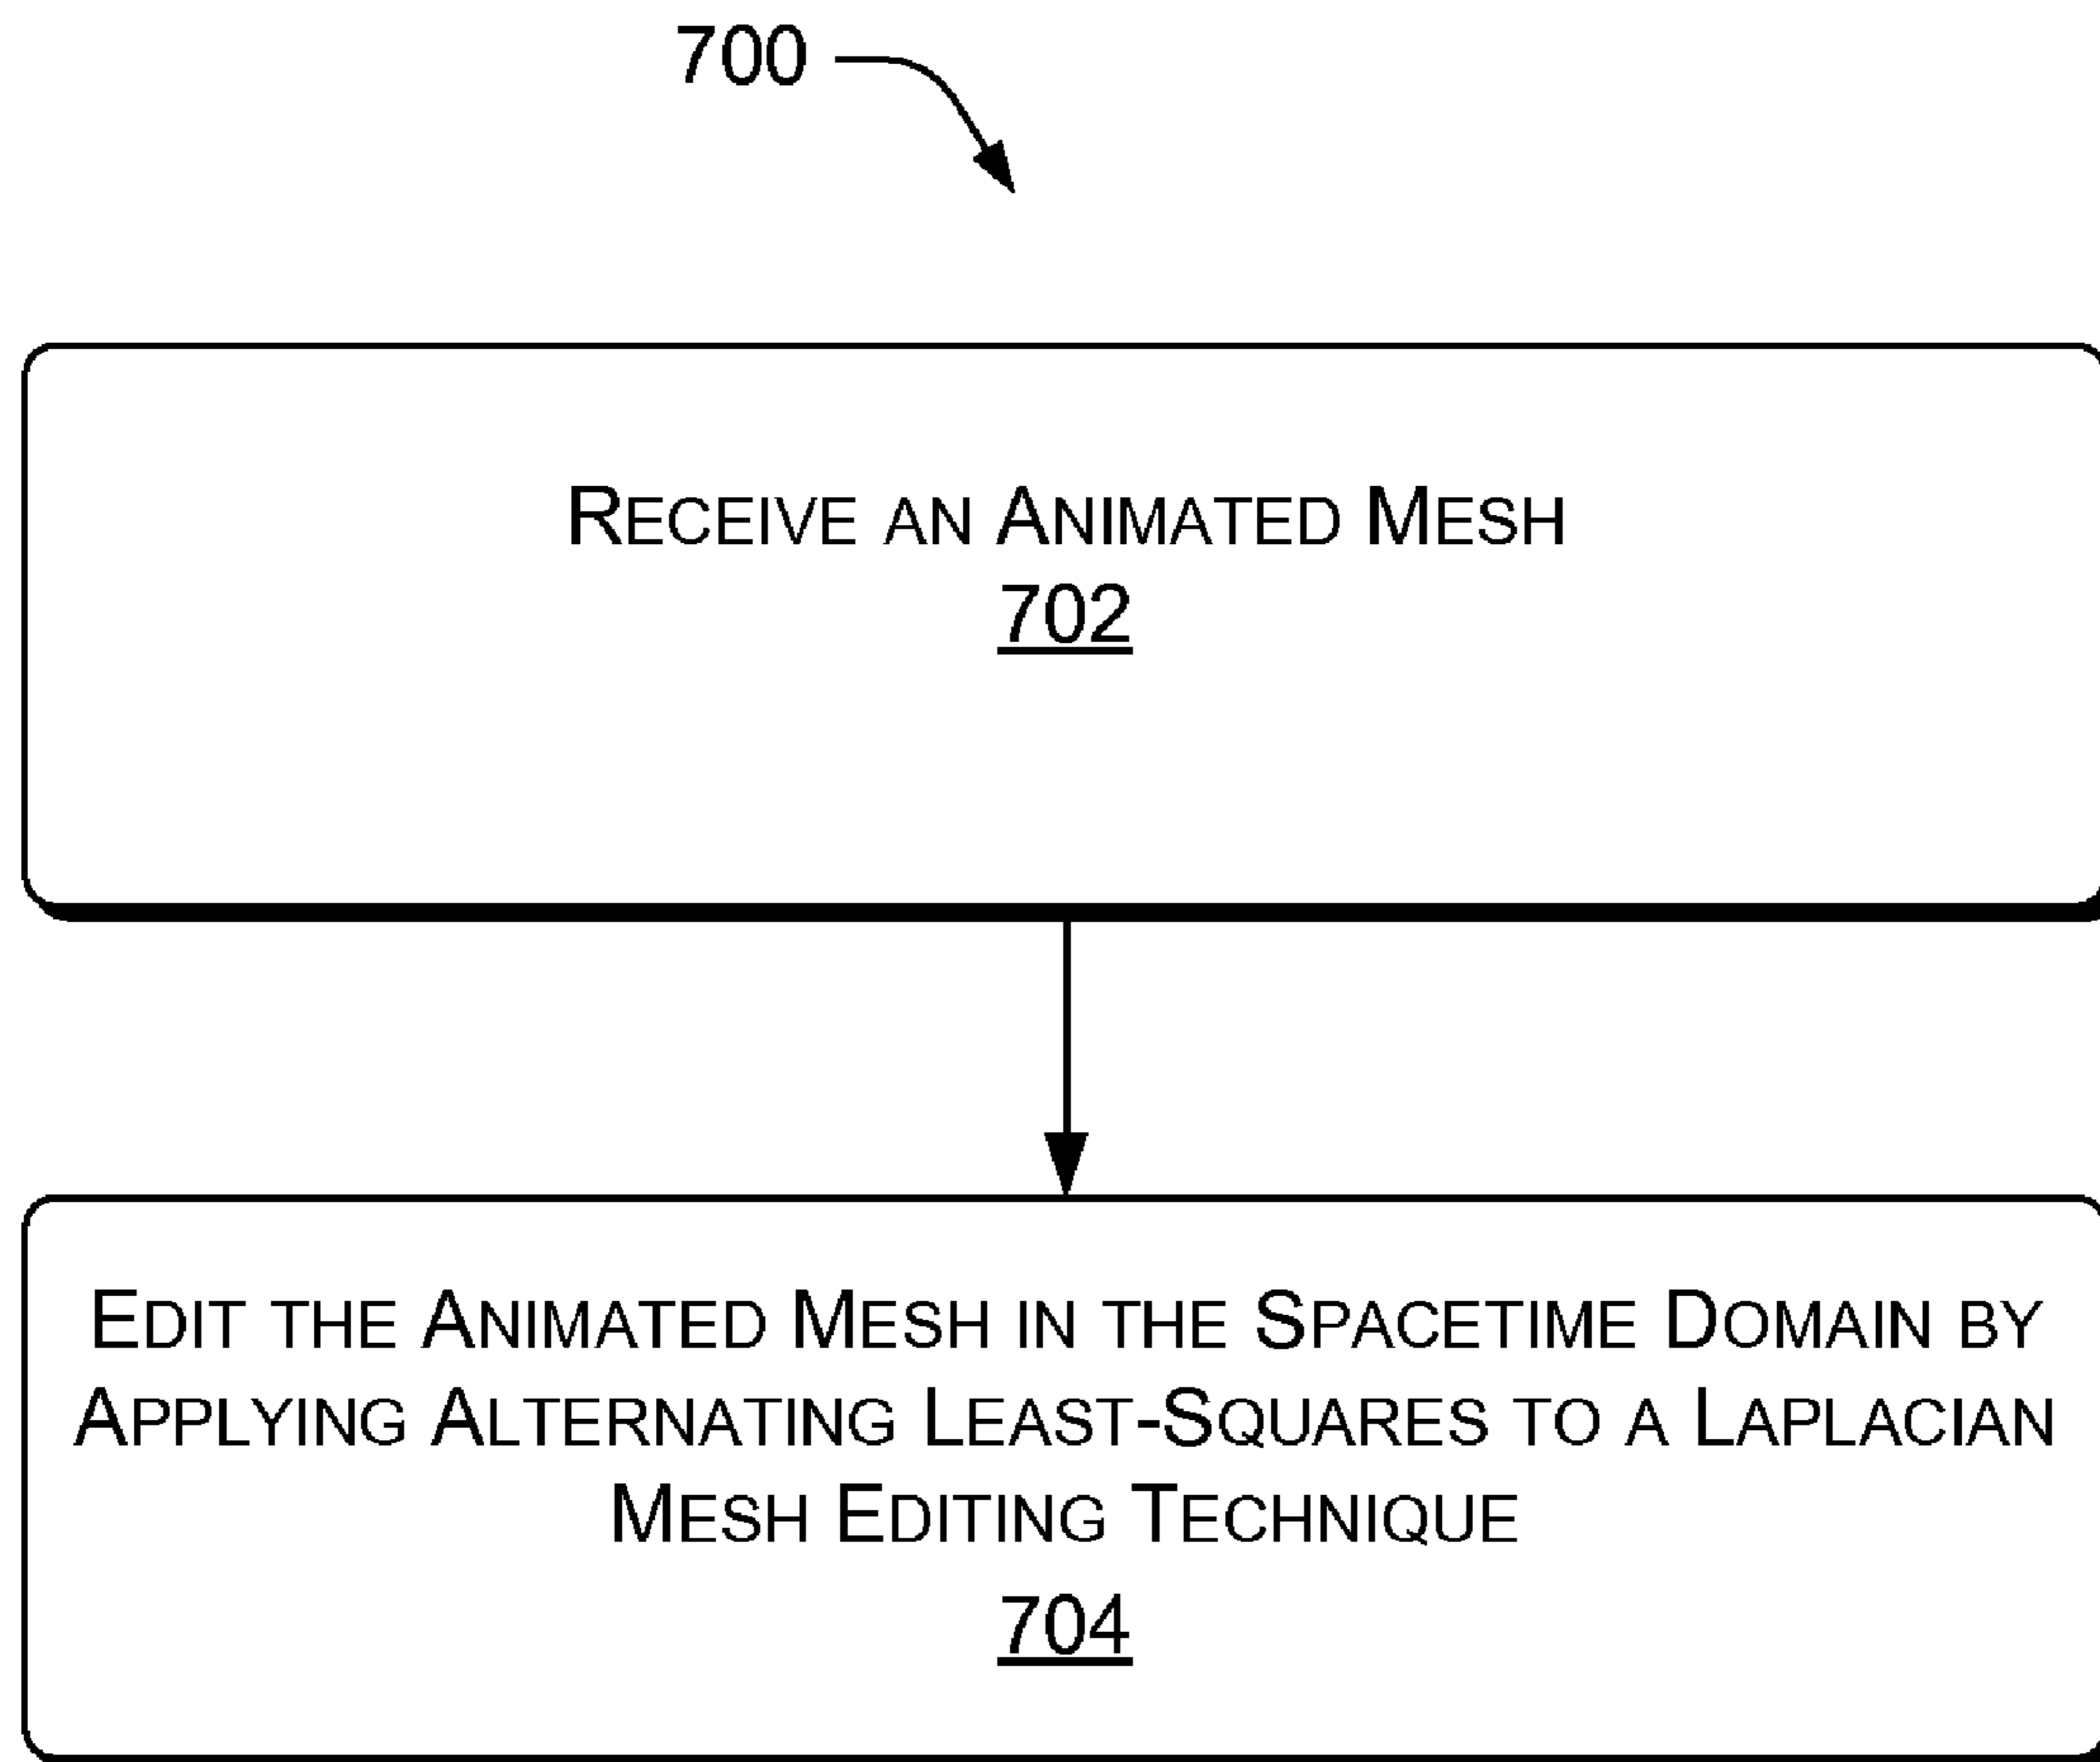 700
RECEIVE AN ANIMATED MESH
702
EDIT THE ANIMATED MESH IN THE SPACETIME DOMAIN BY
APPLYING ALTERNATING LEAST-SQUARES TO A LAPLACIAN
MESH EDITING TECHNIQUE
704